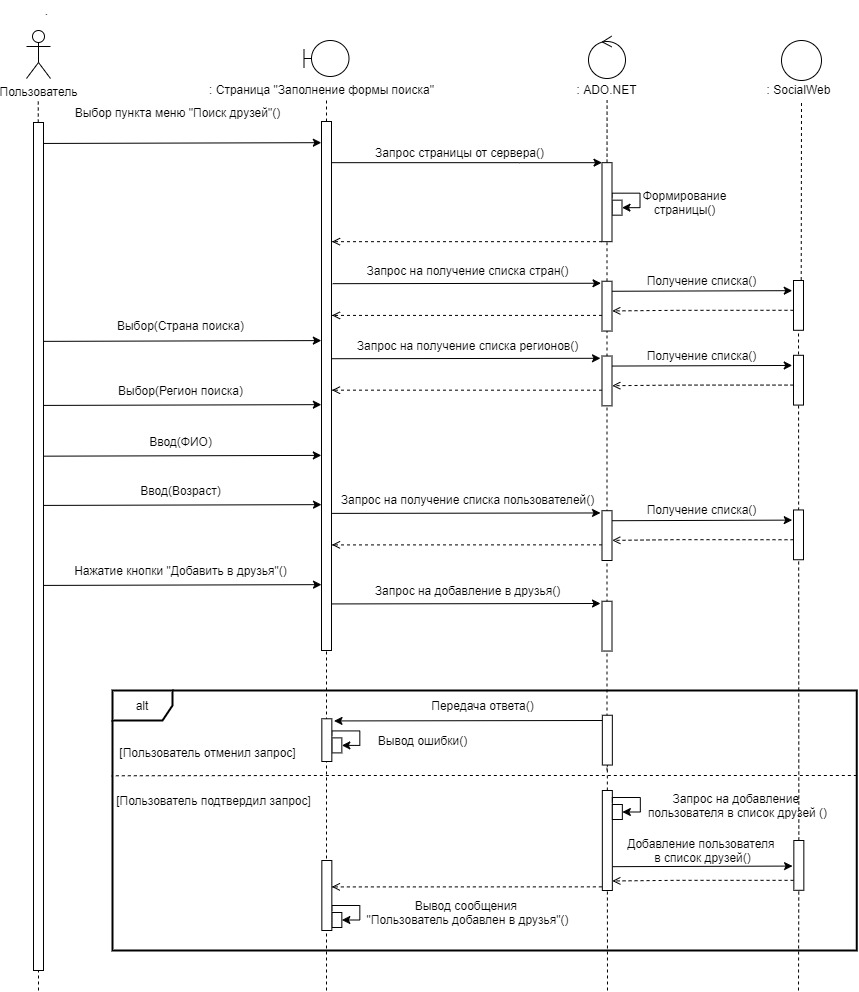 Пользователь
: Страница "Заполнение формы поиска"
: ADO.NET
: SocialWeb
Выбор пункта меню "Поиск друзей"()
Запрос страницы от сервера()
Формирование
страницы()
Запрос на получение списка стран()
Получение списка()
Выбор(Страна поиска)
Запрос на получение списка регионов()
Получение списка()
Выбор(Регион поиска)
Ввод(ФИО)
Ввод(Возраст)
Запрос на получение списка пользователей()
Получение списка()
Нажатие кнопки "Добавить в друзья"()
Запрос на добавление в друзья()
alt
Передача ответа()
Вывод ошибки()
[Пользователь отменил запрос]
[Пользователь подтвердил запрос]
Запрос на добавление
пользователя в список друзей ()
Добавление пользователя
в список друзей()
Вывод сообщения
"Пользователь добавлен в друзья"()